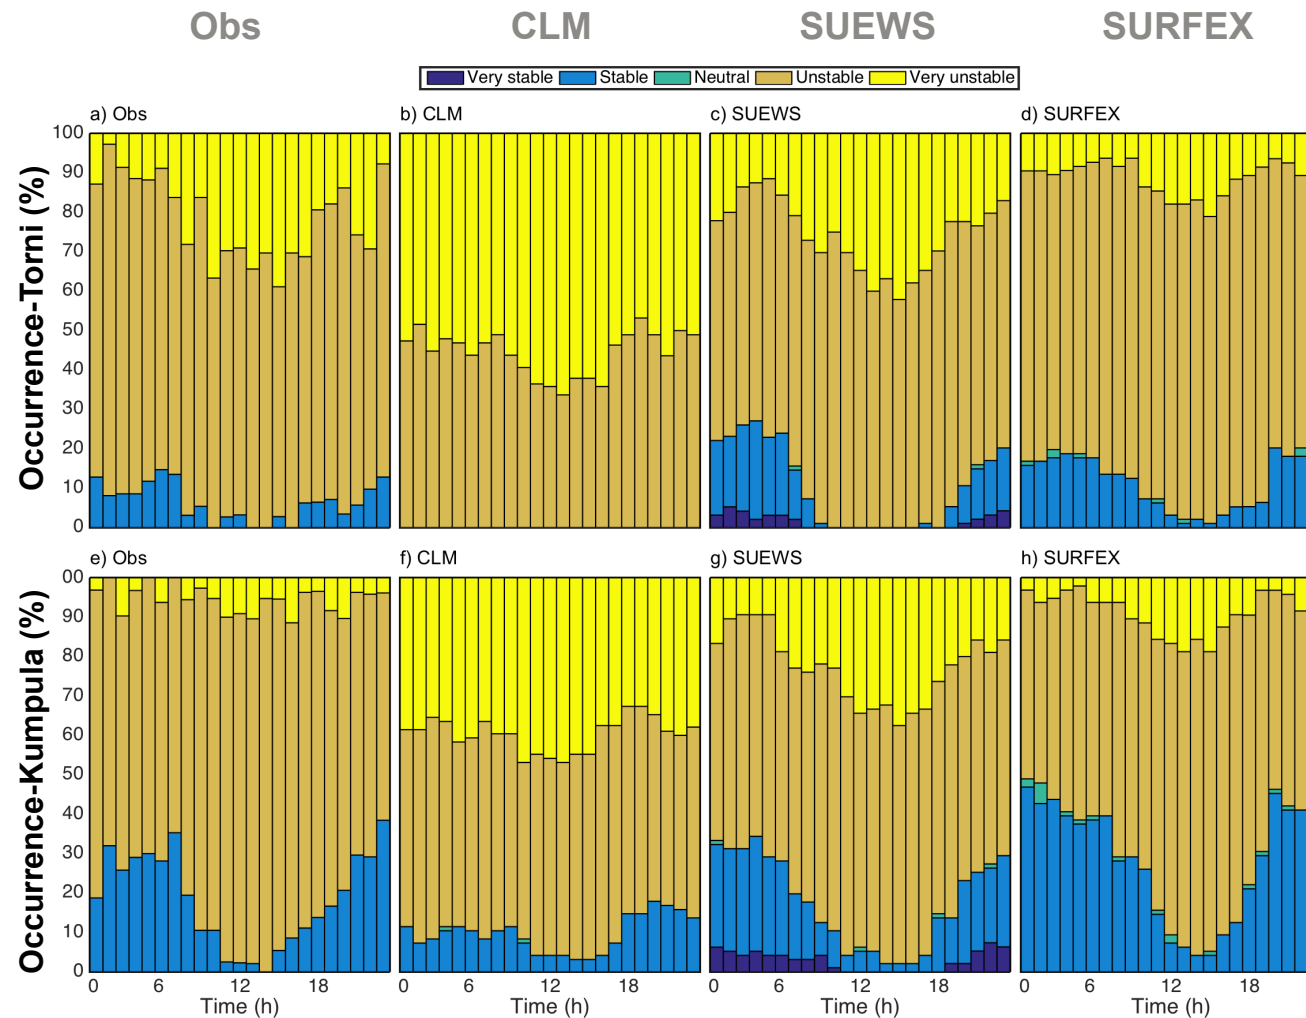 Obs CLM SUEWS SURFEX
Very stable Stable Neutral Unstable Very unstable
a) Obs b) CLM c) SUEWS d) SURFEX
Occurrence-Torni (%)
100
90
80
70
60
50
40
30
20
10
0
e) Obs f) CLM g) SUEWS h) SURFEX
Occurrence-Kumpula (%)
00
90
80
70
60
50
40
30
20
10
0
0 6 12 18 0 6 12 18 0 6 12 18 0 6 12 18
Time (h) Time (h) Time (h) Time (h)